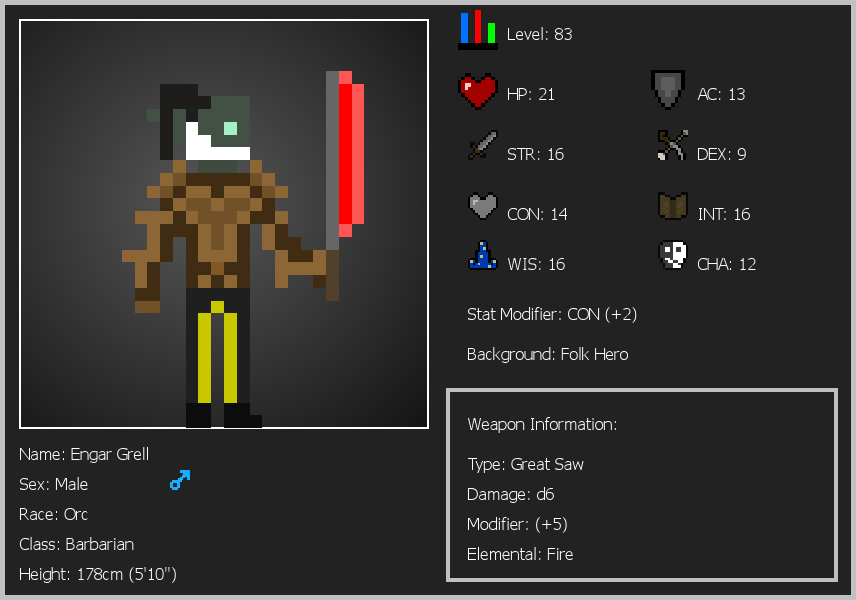 Level: 83
HP: 21
AC: 13
STR: 16
DEX: 9
CON: 14
INT: 16
WIS: 16
CHA: 12
Stat Modifier: CON (+2)
Background: Folk Hero
Weapon Information:
Type: Great Saw
Damage: d6
Modifier: (+5)
Elemental: Fire
Name: Engar Grell
Sex: Male
Race: Orc
Class: Barbarian
Height: 178cm (5'10")